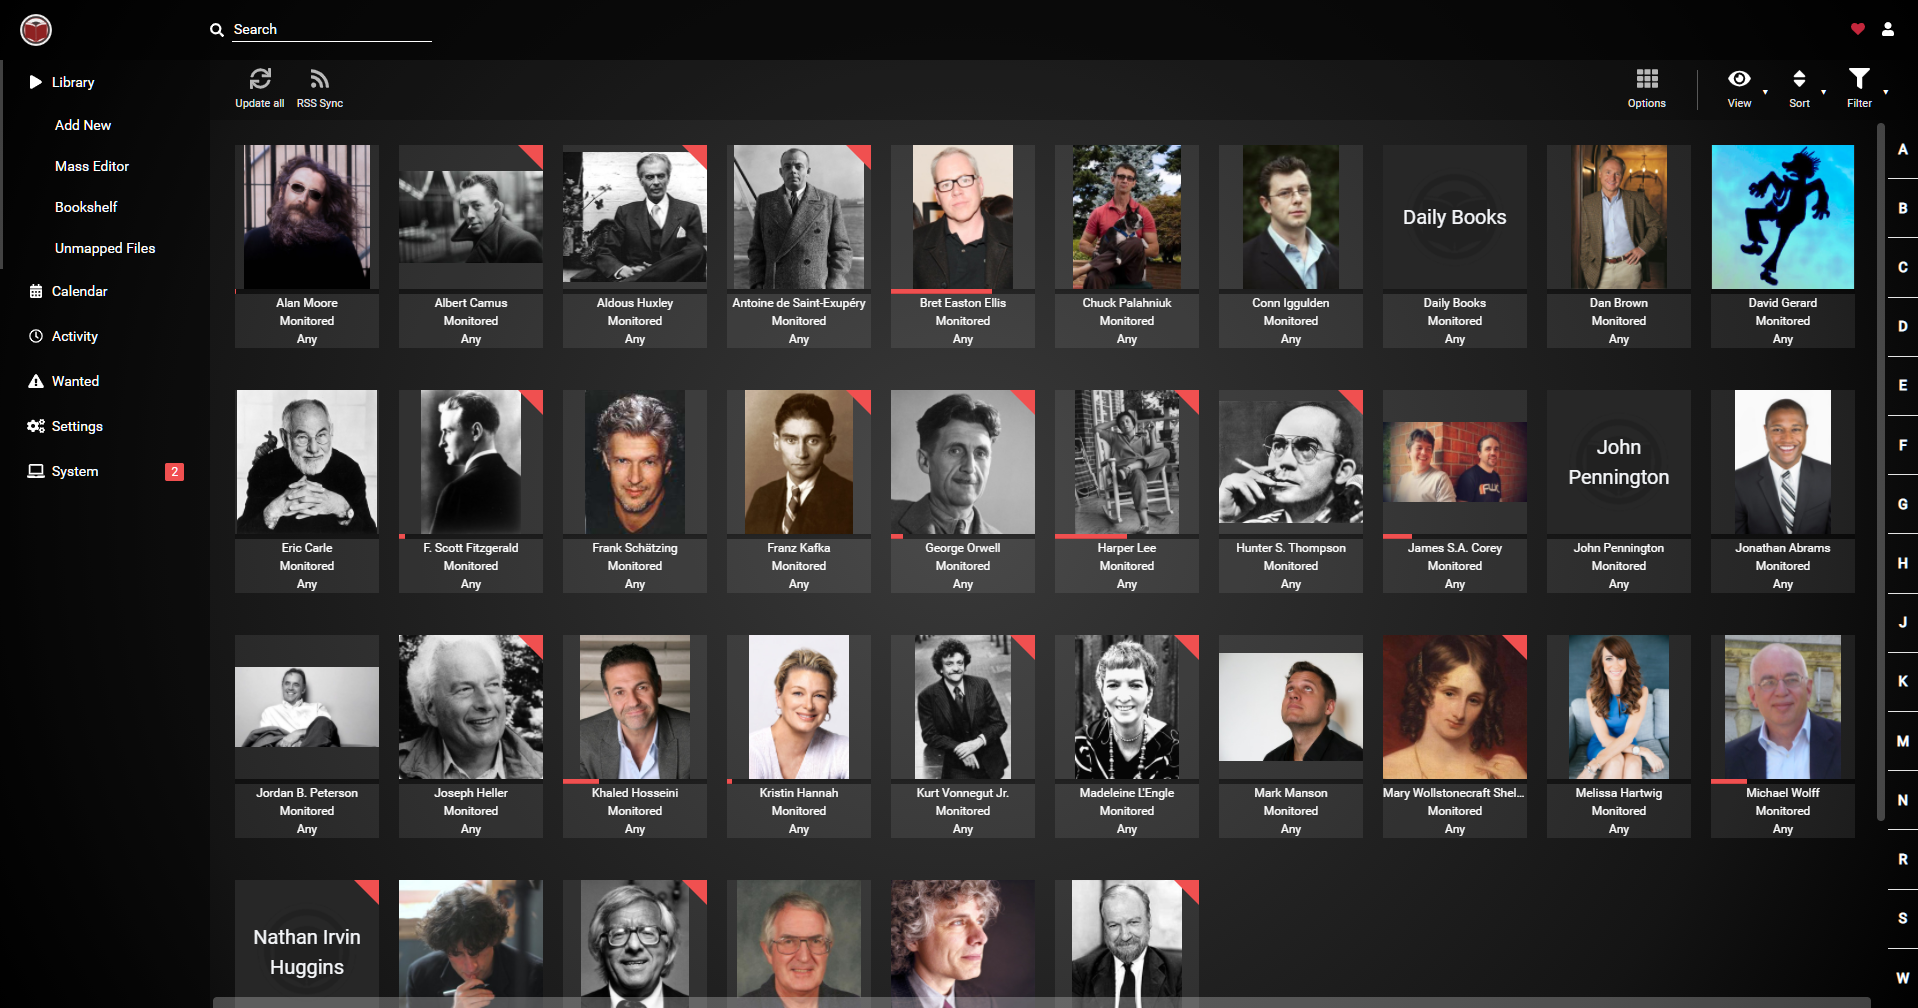 Search
Library
Add New
Mass Editor
Bookshelf
Unmapped Files
Calendar
Activity
Wanted
Settings
System 2
Update all RSS Sync Options View Sort Filter
Daily Books
Alan Moore
Monitored
Any
Albert Camus
Monitored
Any
Aldous Huxley
Monitored
Any
Antoine de Saint-Exupéry
Monitored
Any
Bret Easton Ellis
Monitored
Any
Chuck Palahniuk
Monitored
Any
Conn Iggulden
Monitored
Any
Daily Books
Monitored
Any
Dan Brown
Monitored
Any
David Gerard
Monitored
Any
John
Pennington
Eric Carle
Monitored
Any
F. Scott Fitzgerald
Monitored
Any
Frank Schätzing
Monitored
Any
Franz Kafka
Monitored
Any
George Orwell
Monitored
Any
Harper Lee
Monitored
Any
Hunter S. Thompson
Monitored
Any
James S.A. Corey
Monitored
Any
John Pennington
Monitored
Any
Jonathan Abrams
Monitored
Any
Jordan B. Peterson
Monitored
Any
Joseph Heller
Monitored
Any
Khaled Hosseini
Monitored
Any
Kristin Hannah
Monitored
Any
Kurt Vonnegut Jr.
Monitored
Any
Madeleine L'Engle
Monitored
Any
Mark Manson
Monitored
Any
Mary Wollstonecraft Shel...
Monitored
Any
Melissa Hartwig
Monitored
Any
Michael Wolff
Monitored
Any
Nathan Irvin
Huggins
A
B
C
D
E
F
G
H
J
K
M
N
R
S
W